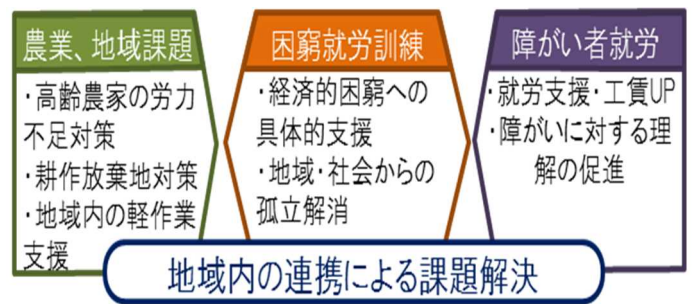 農業、地域課題
・高齢農家の労力
不足対策
・耕作放棄地対策
・地域内の軽作業
支援
困窮就労訓練
・経済的困窮への
具体的支援
・地域・社会からの
孤立解消
障がい者就労
・就労支援・工賃UP
・障がいに対する理
解の促進
地域内の連携による課題解決